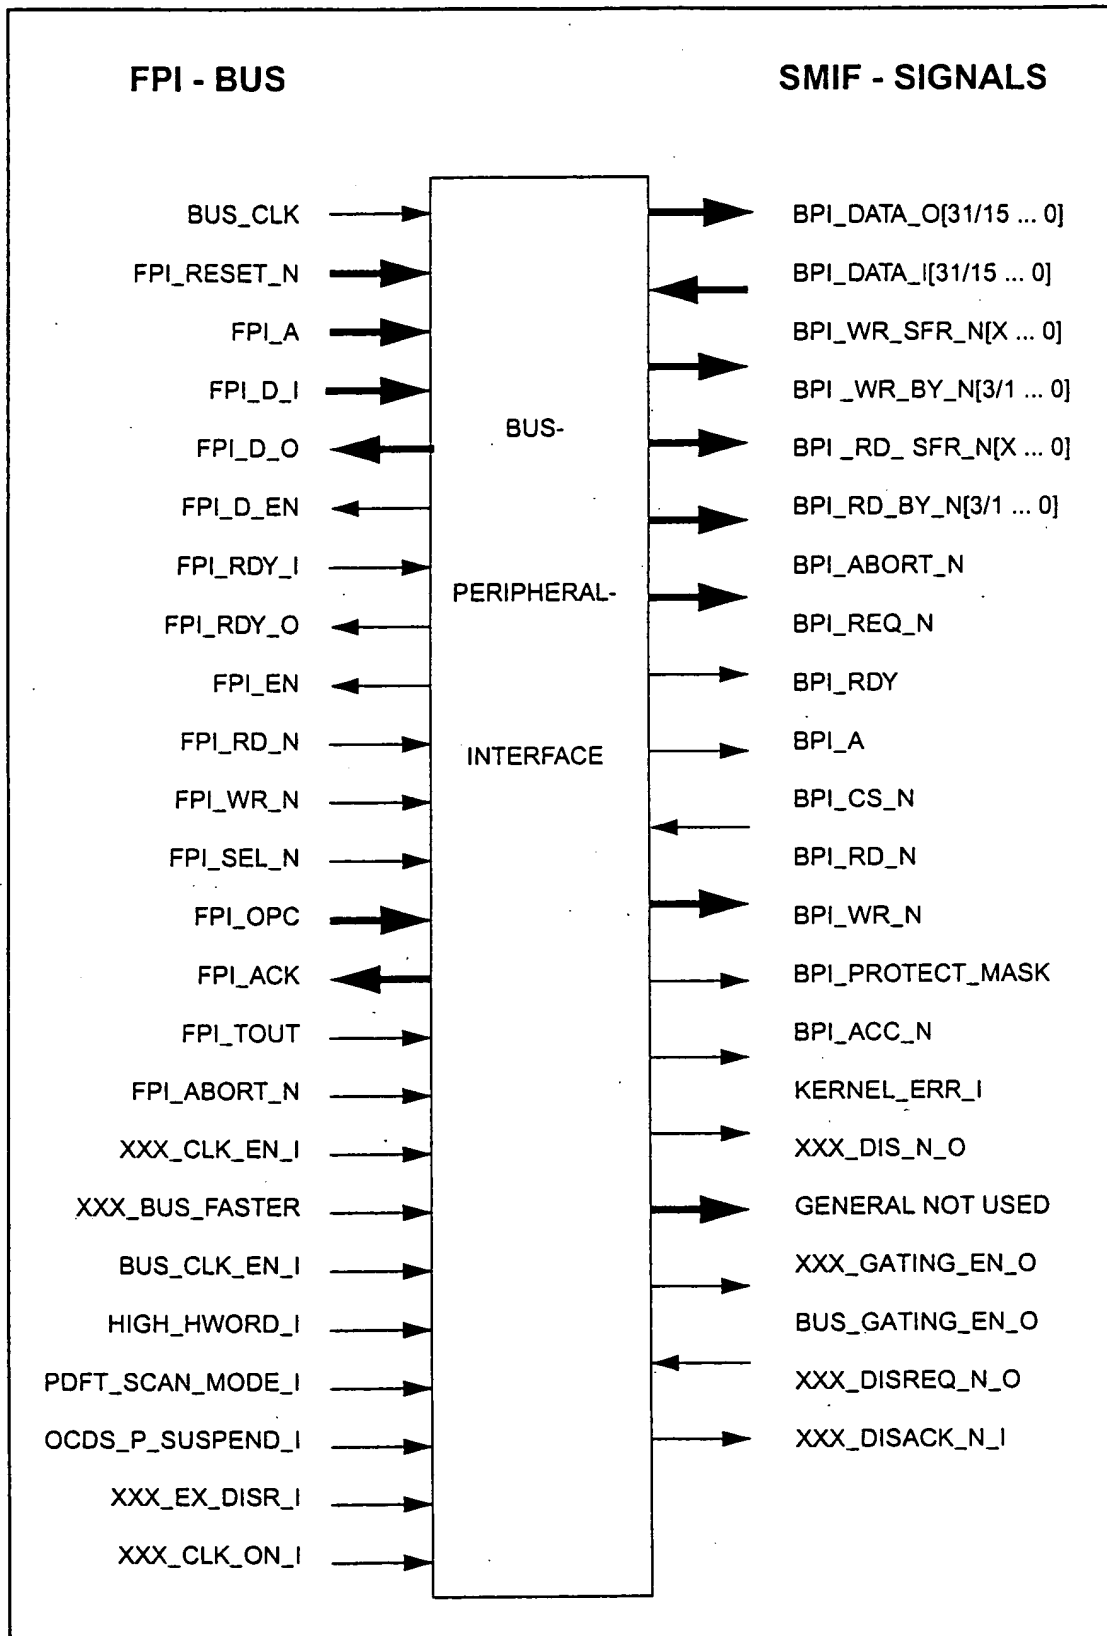 FPI - BUS
SMIF - SIGNALS
BUS_CLK
FPI_RESET_N
FPI_A
FPI_D_I
FPI_D_O
FPI_D_EN
FPI_RDY_I
FPI_RDY_O
FPI_EN
FPI_RD_N
FPI_WR_N
FPI_SEL_N
FPI_OPC
FPI_ACK
FPI_TOUT
FPI_ABORT_N
XXX_CLK_EN_I
XXX_BUS_FASTER
BUS_CLK_EN_I
HIGH_HWORD_I
PDFT_SCAN_MODE_I
OCDS_P_SUSPEND_I
XXX_EX_DISR_I
XXX_CLK_ON_I
BUS-
PERIPHERAL-
INTERFACE
BPI_DATA_O[31/15 ... 0]
BPI_DATA_I[31/15 ... 0]
BPI_WR_SFR_N[X ... 0]
BPI _WR_BY_N[3/1 ... 0]
BPI _RD_ SFR_N[X ... 0]
BPI_RD_BY_N[3/1 ... 0]
BPI_ABORT_N
BPI_REQ_N
BPI_RDY
BPI_A
BPI_CS_N
BPI_RD_N
BPI_WR_N
BPI_PROTECT_MASK
BPI_ACC_N
KERNEL_ERR_I
XXX_DIS_N_O
GENERAL NOT USED
XXX_GATING_EN_O
BUS_GATING_EN_O
XXX_DISREQ_N_O
XXX_DISACK_N_I